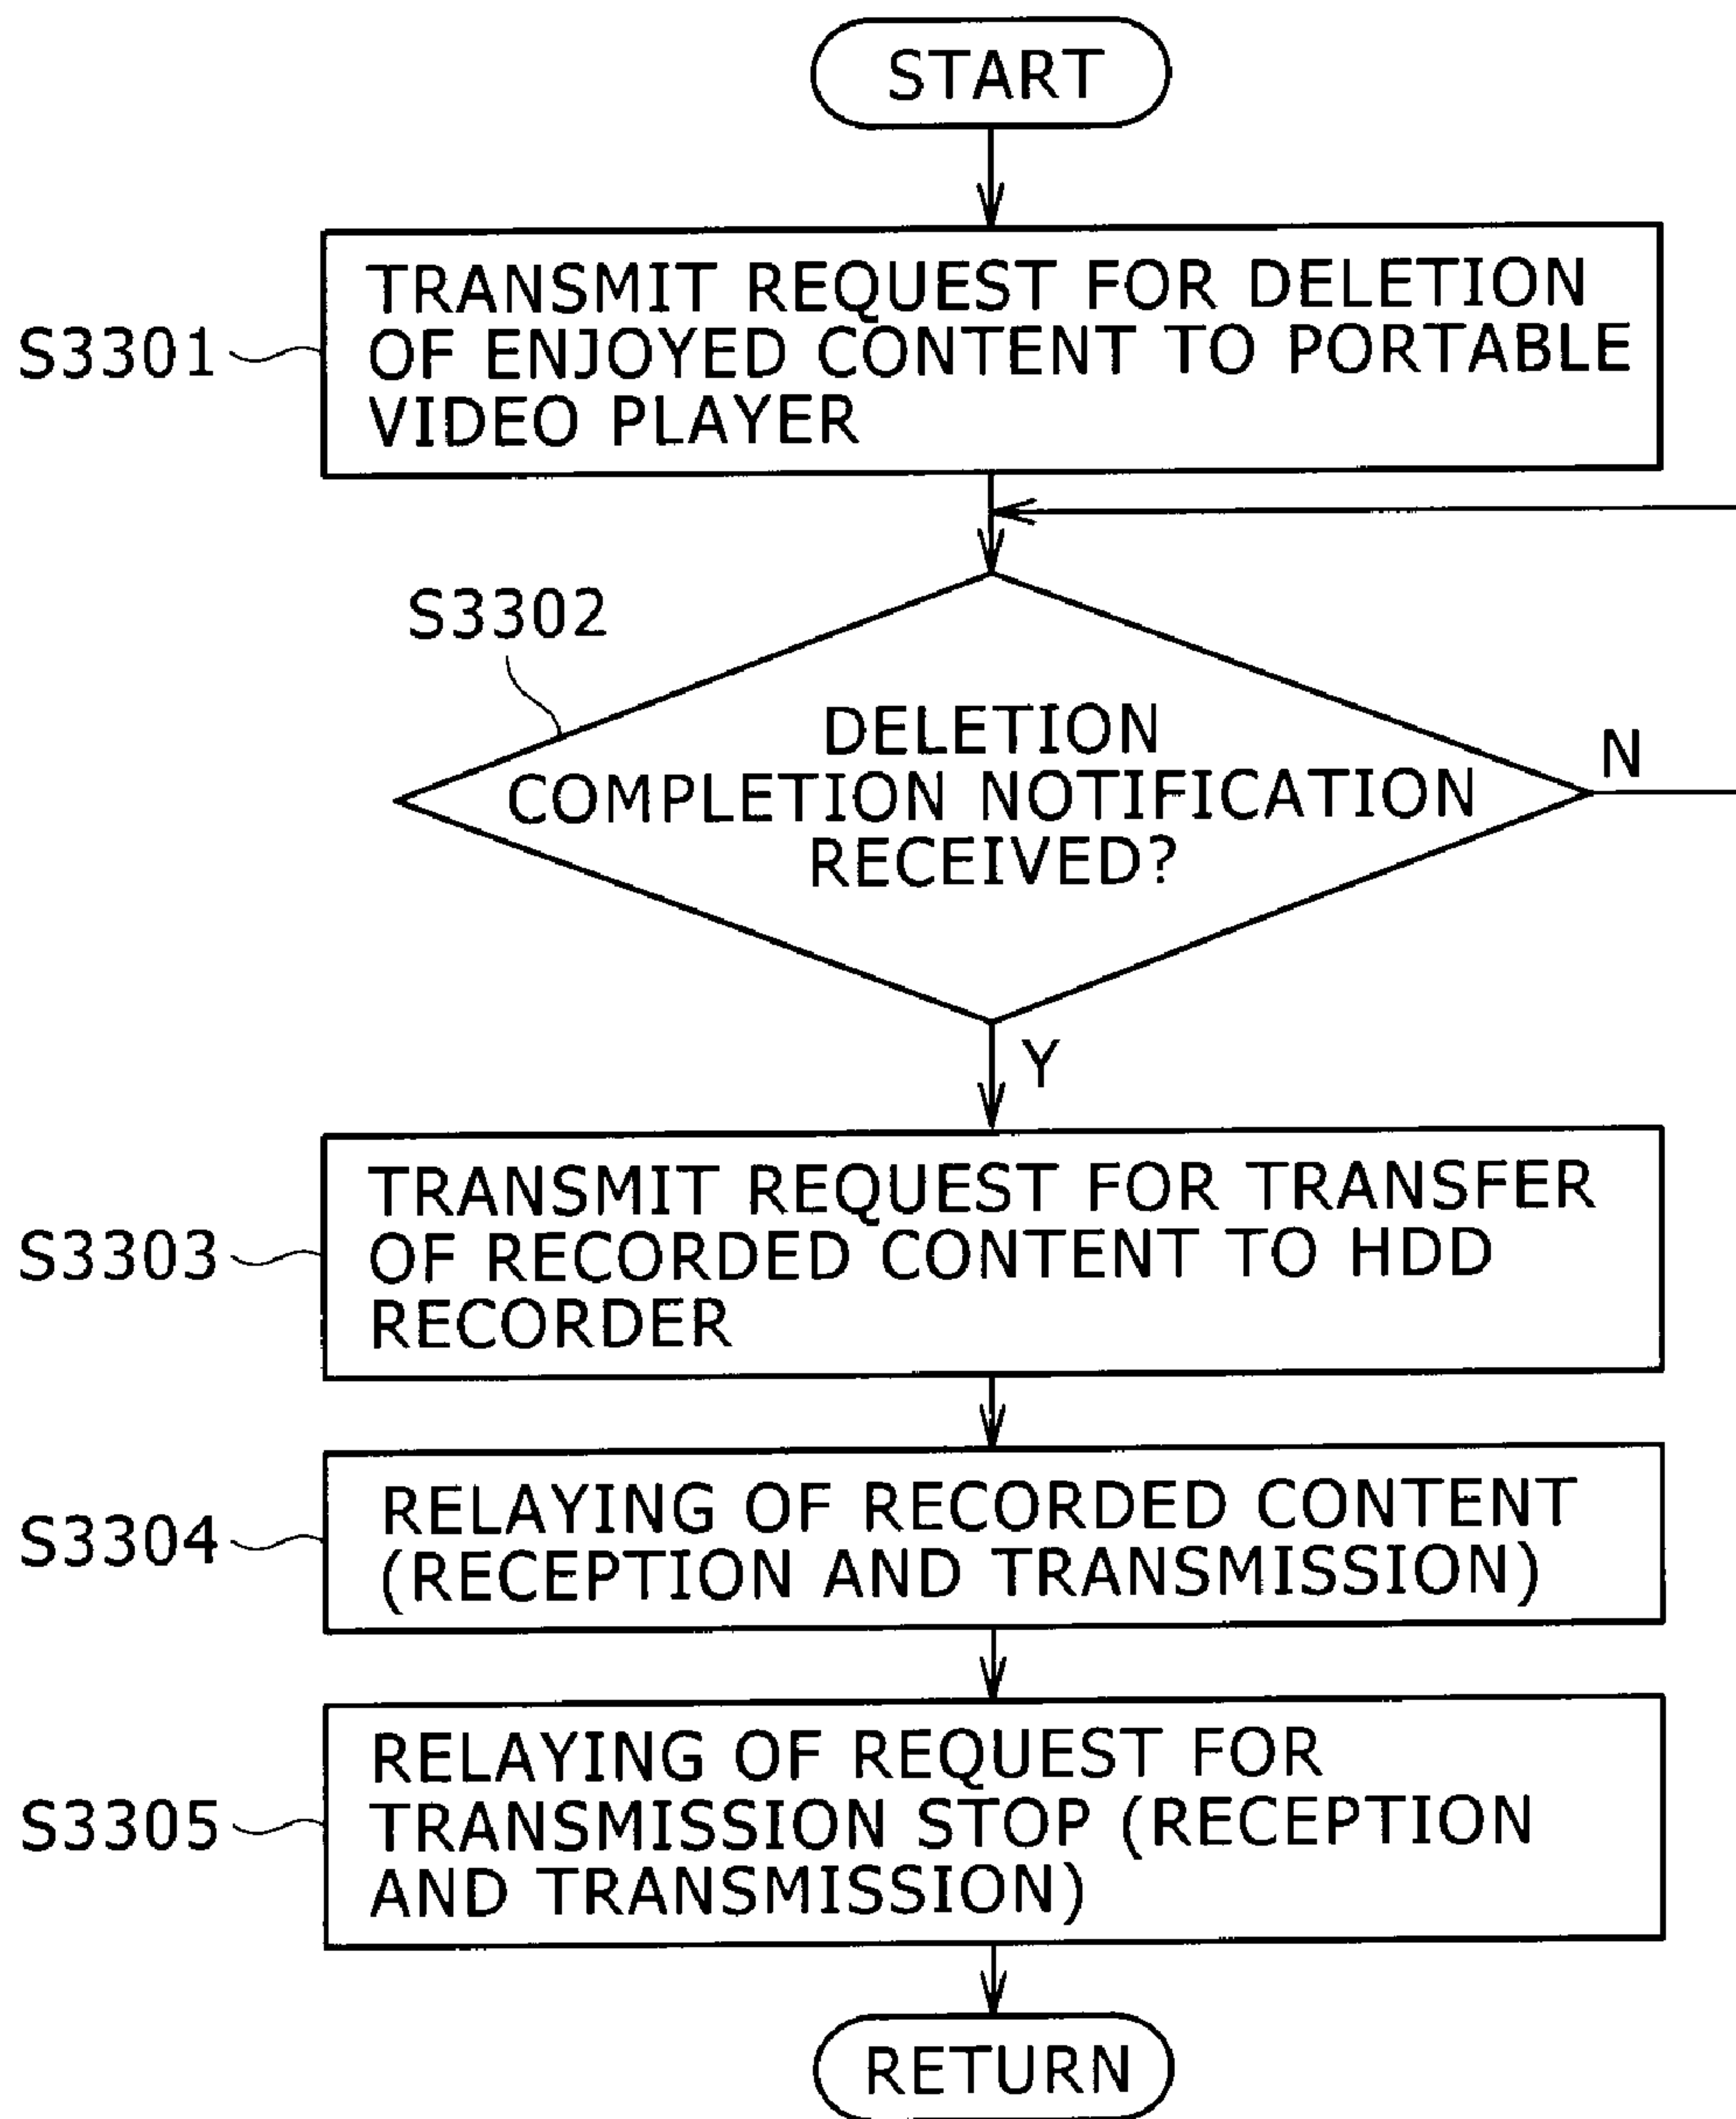 START
S3301
TRANSMIT REQUEST FOR DELETION
OF ENJOYED CONTENT TO PORTABLE
VIDEO PLAYER
S3302
DELETION
COMPLETION NOTIFICATION
RECEIVED?
N
Y
S3303
TRANSMIT REQUEST FOR TRANSFER
OF RECORDED CONTENT TO HDD
RECORDER
S3304
RELAYING OF RECORDED CONTENT
(RECEPTION AND TRANSMISSION)
S3305
RELAYING OF REQUEST FOR
TRANSMISSION STOP (RECEPTION
AND TRANSMISSION)
RETURN